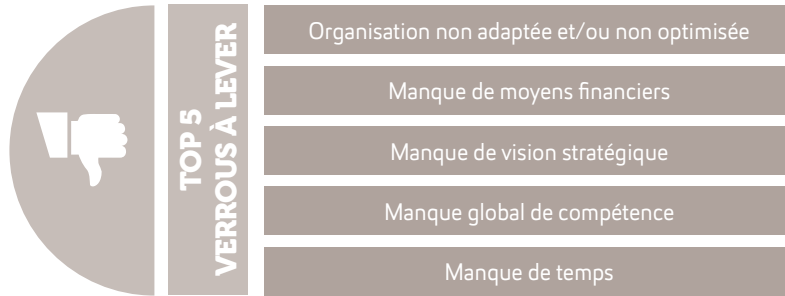 TOP 5
VERROUS À LEVER
Organisation non adaptée et/ou non optimisée
Manque de moyens financiers
Manque de vision stratégique
Manque global de compétence
Manque de temps